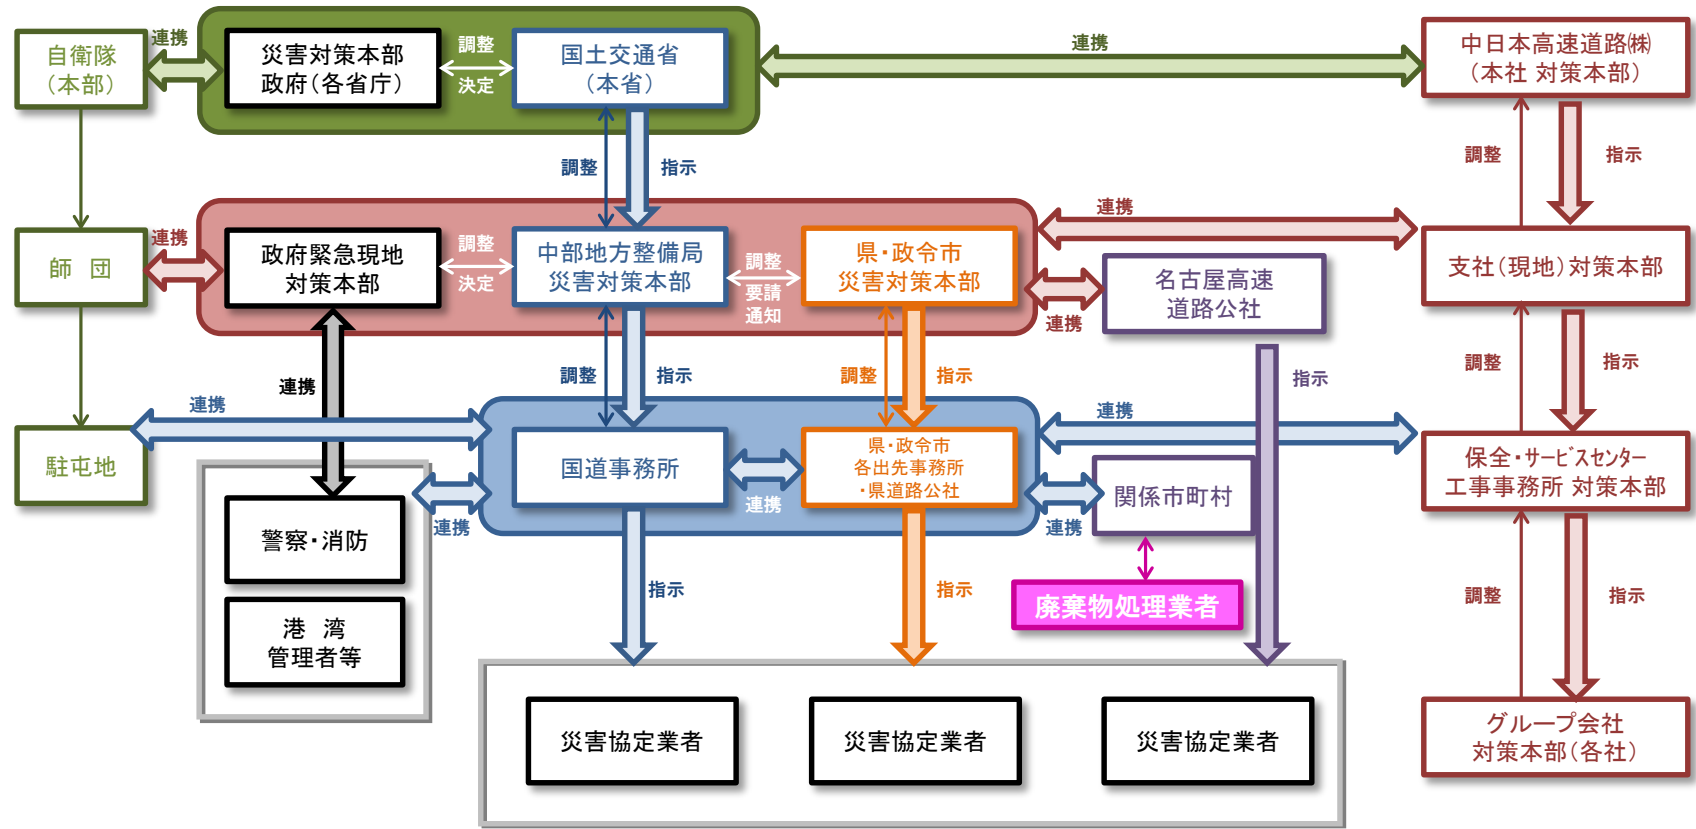 自衛隊
(本部)
連携
災害対策本部
政府(各省庁)
調整
決定
国土交通省
(本省)
連携
中日本高速道路㈱
(本社 対策本部)
調整
指示
調整
指示
師 団
連携
政府緊急現地
対策本部
調整
決定
中部地方整備局
災害対策本部
調整
要請
通知
県・政令市
災害対策本部
連携
連携
名古屋高速
道路公社
支社(現地)対策本部
連携
調整
指示
調整
指示
指示
調整
指示
駐屯地
連携
国道事務所
連携
県・政令市
各出先事務所
・県道路公社
連携
連携
関係市町村
保全・サービスセンター
工事事務所 対策本部
連携
警察・消防
港 湾
管理者等
指示
指示
廃棄物処理業者
調整
指示
災害協定業者
災害協定業者
災害協定業者
グループ会社
対策本部(各社)